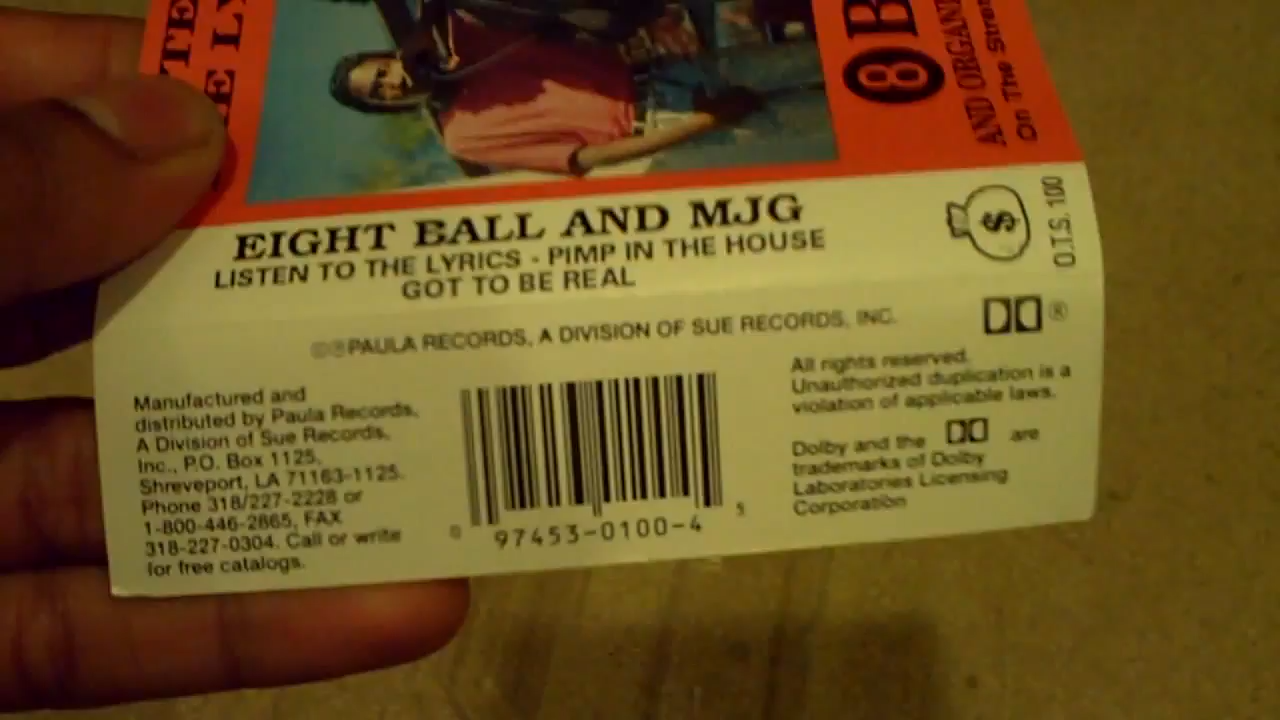 8 B
AND ORGAN
On The Stre
EIGHT BALL AND MJG
LISTEN TO THE LYRICS - PIMP IN THE HOUSE
GOT TO BE REAL
$
O.T.S. 100
©℗PAULA RECORDS, A DIVISION OF SUE RECORDS, INC.
®
Manufactured and
distributed by Paula Records,
A Division of Sue Records,
Inc., P.O. Box 1125,
Shreveport, LA 71163-1125.
Phone 318/227-2228 or
1-800-446-2865, FAX
318-227-0304. Call or write
for free catalogs.
0 97453-0100-4 5
All rights reserved.
Unauthorized duplication is a
violation of applicable laws.
Dolby and the are
trademarks of Dolby
Laboratories Licensing
Corporation